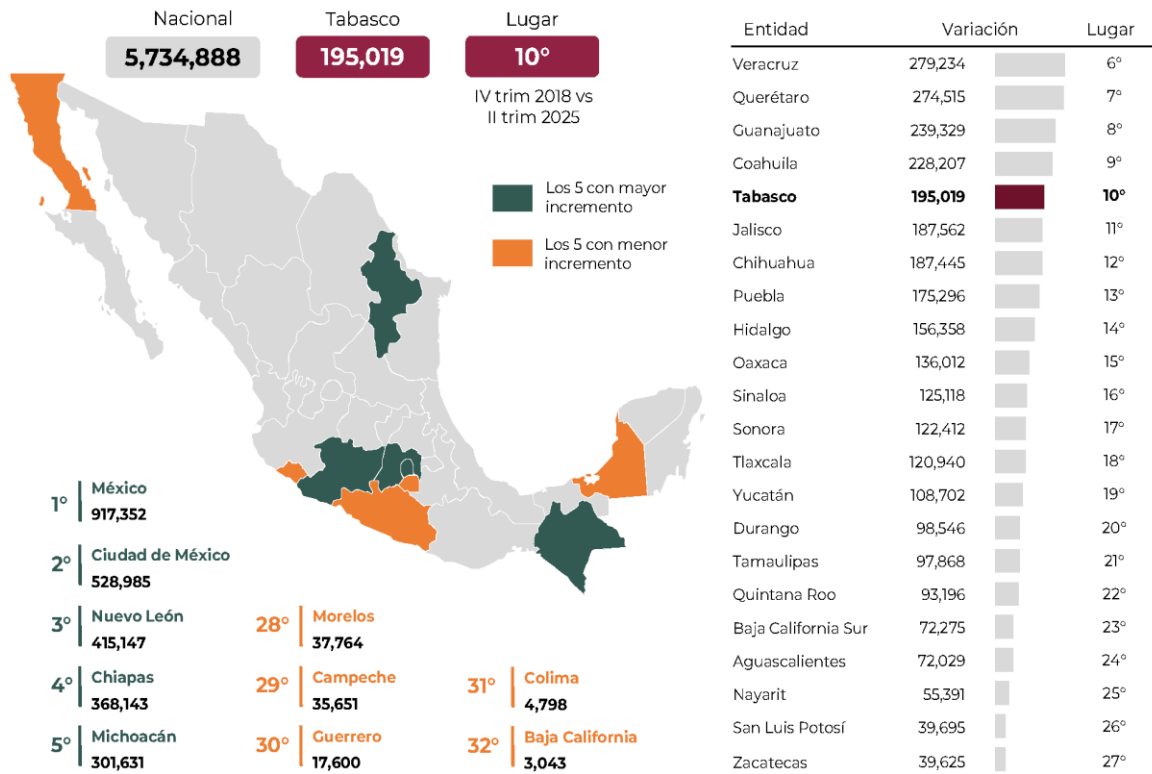 Nacional
5,734,888
Tabasco
195,019
Lugar
10°
IV trim 2018 vs
II trim 2025
Los 5 con mayor
incremento
Los 5 con menor
incremento
1°
México
917,352
2°
Ciudad de México
528,985
3°
Nuevo León
415,147
4°
Chiapas
368,143
5°
Michoacán
301,631
28°
Morelos
37,764
29°
Campeche
35,651
30°
Guerrero
17,600
31°
Colima
4,798
32°
Baja California
3,043
Entidad Variación Lugar
Veracruz 279,234 6°
Querétaro 274,515 7°
Guanajuato 239,329 8°
Coahuila 228,207 9°
Tabasco 195,019 10°
Jalisco 187,562 11°
Chihuahua 187,445 12°
Puebla 175,296 13°
Hidalgo 156,358 14°
Oaxaca 136,012 15°
Sinaloa 125,118 16°
Sonora 122,412 17°
Tlaxcala 120,940 18°
Yucatán 108,702 19°
Durango 98,546 20°
Tamaulipas 97,868 21°
Quintana Roo 93,196 22°
Baja California Sur 72,275 23°
Aguascalientes 72,029 24°
Nayarit 55,391 25°
San Luis Potosí 39,695 26°
Zacatecas 39,625 27°